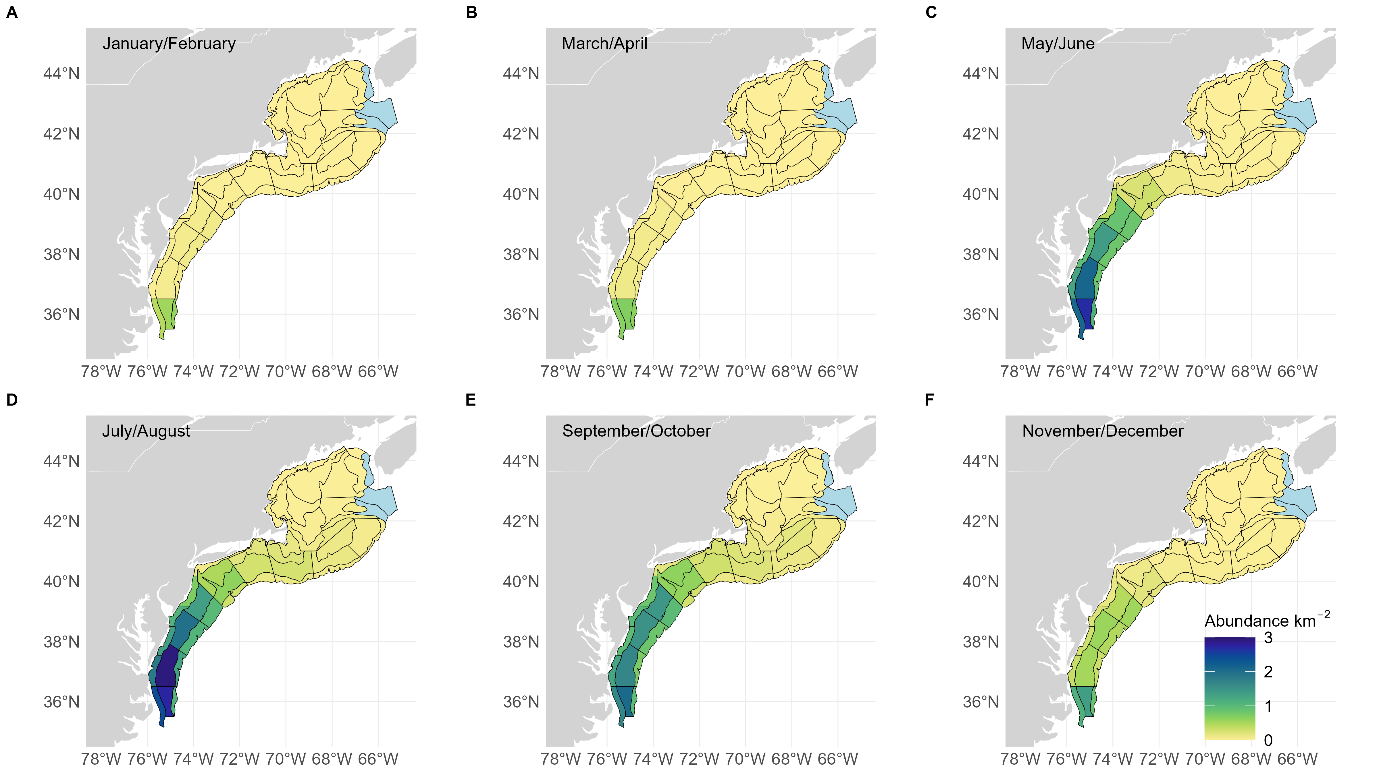 A
B
C
January/February
March/April
May/June
44°N
44°N
44°N
42°N
42°N
42°N
40°N
40°N
40°N
38°N
38°N
38°N
36°N
36°N
36°N
78°W 76°W 74°W 72°W 70°W 68°W 66°W
78°W 76°W 74°W 72°W 70°W 68°W 66°W
78°W 76°W 74°W 72°W 70°W 68°W 66°W
D
E
F
July/August
September/October
November/December
44°N
44°N
44°N
42°N
42°N
42°N
40°N
40°N
40°N
38°N
38°N
38°N
36°N
36°N
36°N
Abundance km⁻²
3
2
1
0
78°W 76°W 74°W 72°W 70°W 68°W 66°W
78°W 76°W 74°W 72°W 70°W 68°W 66°W
78°W 76°W 74°W 72°W 70°W 68°W 66°W